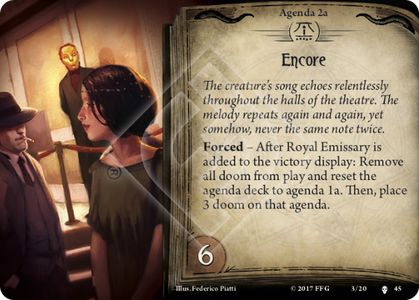 Agenda 2a
Encore
The creature's song echoes relentlessly
throughout the halls of the theatre. The
melody repeats again and again, yet
somehow, never the same note twice.
Forced – After Royal Emissary is
added to the victory display: Remove
all doom from play and reset the
agenda deck to agenda 1a. Then, place
3 doom on that agenda.
6
Illus. Federico Piatti © 2017 FFG 3/20 45